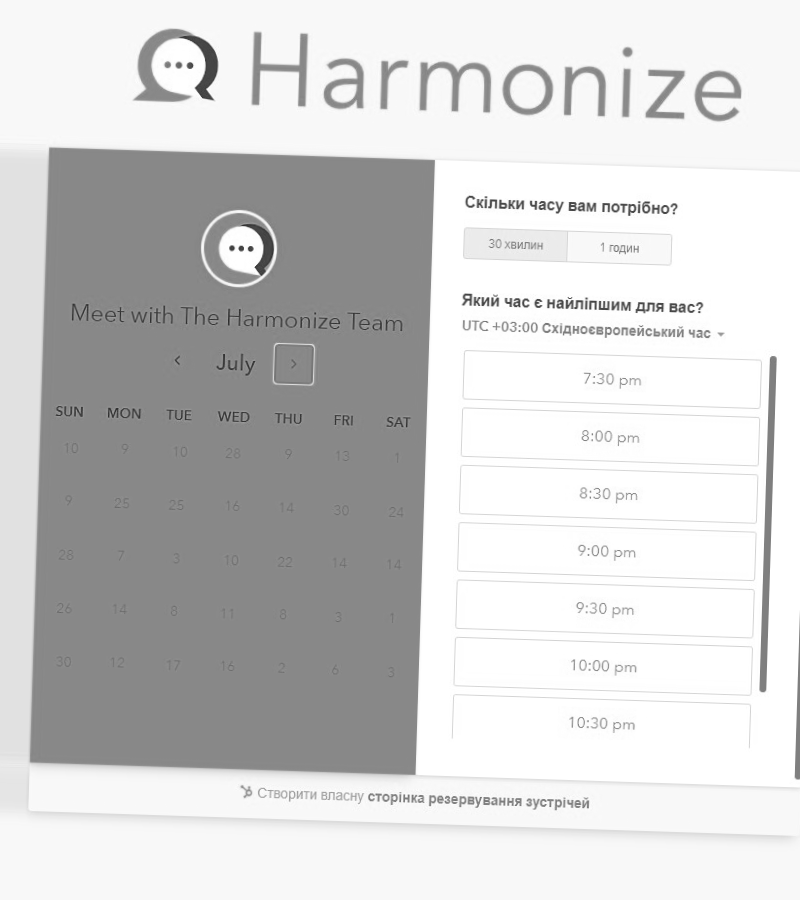 Harmonize
Meet with The Harmonize Team
July
SUN MON TUE WED THU FRI SAT
10 9 10 28 9 13 1
9 25 25 16 14 30 24
28 7 3 10 22 14 14
26 14 8 11 8 3 1
30 12 17 16 2 6 3
Скільки часу вам потрібно?
30 хвилин 1 годин
Який час є найліпшим для вас?
UTC +03:00 Східноєвропейський час
7:30 pm
8:00 pm
8:30 pm
9:00 pm
9:30 pm
10:00 pm
10:30 pm
Створити власну сторінка резервування зустрічей